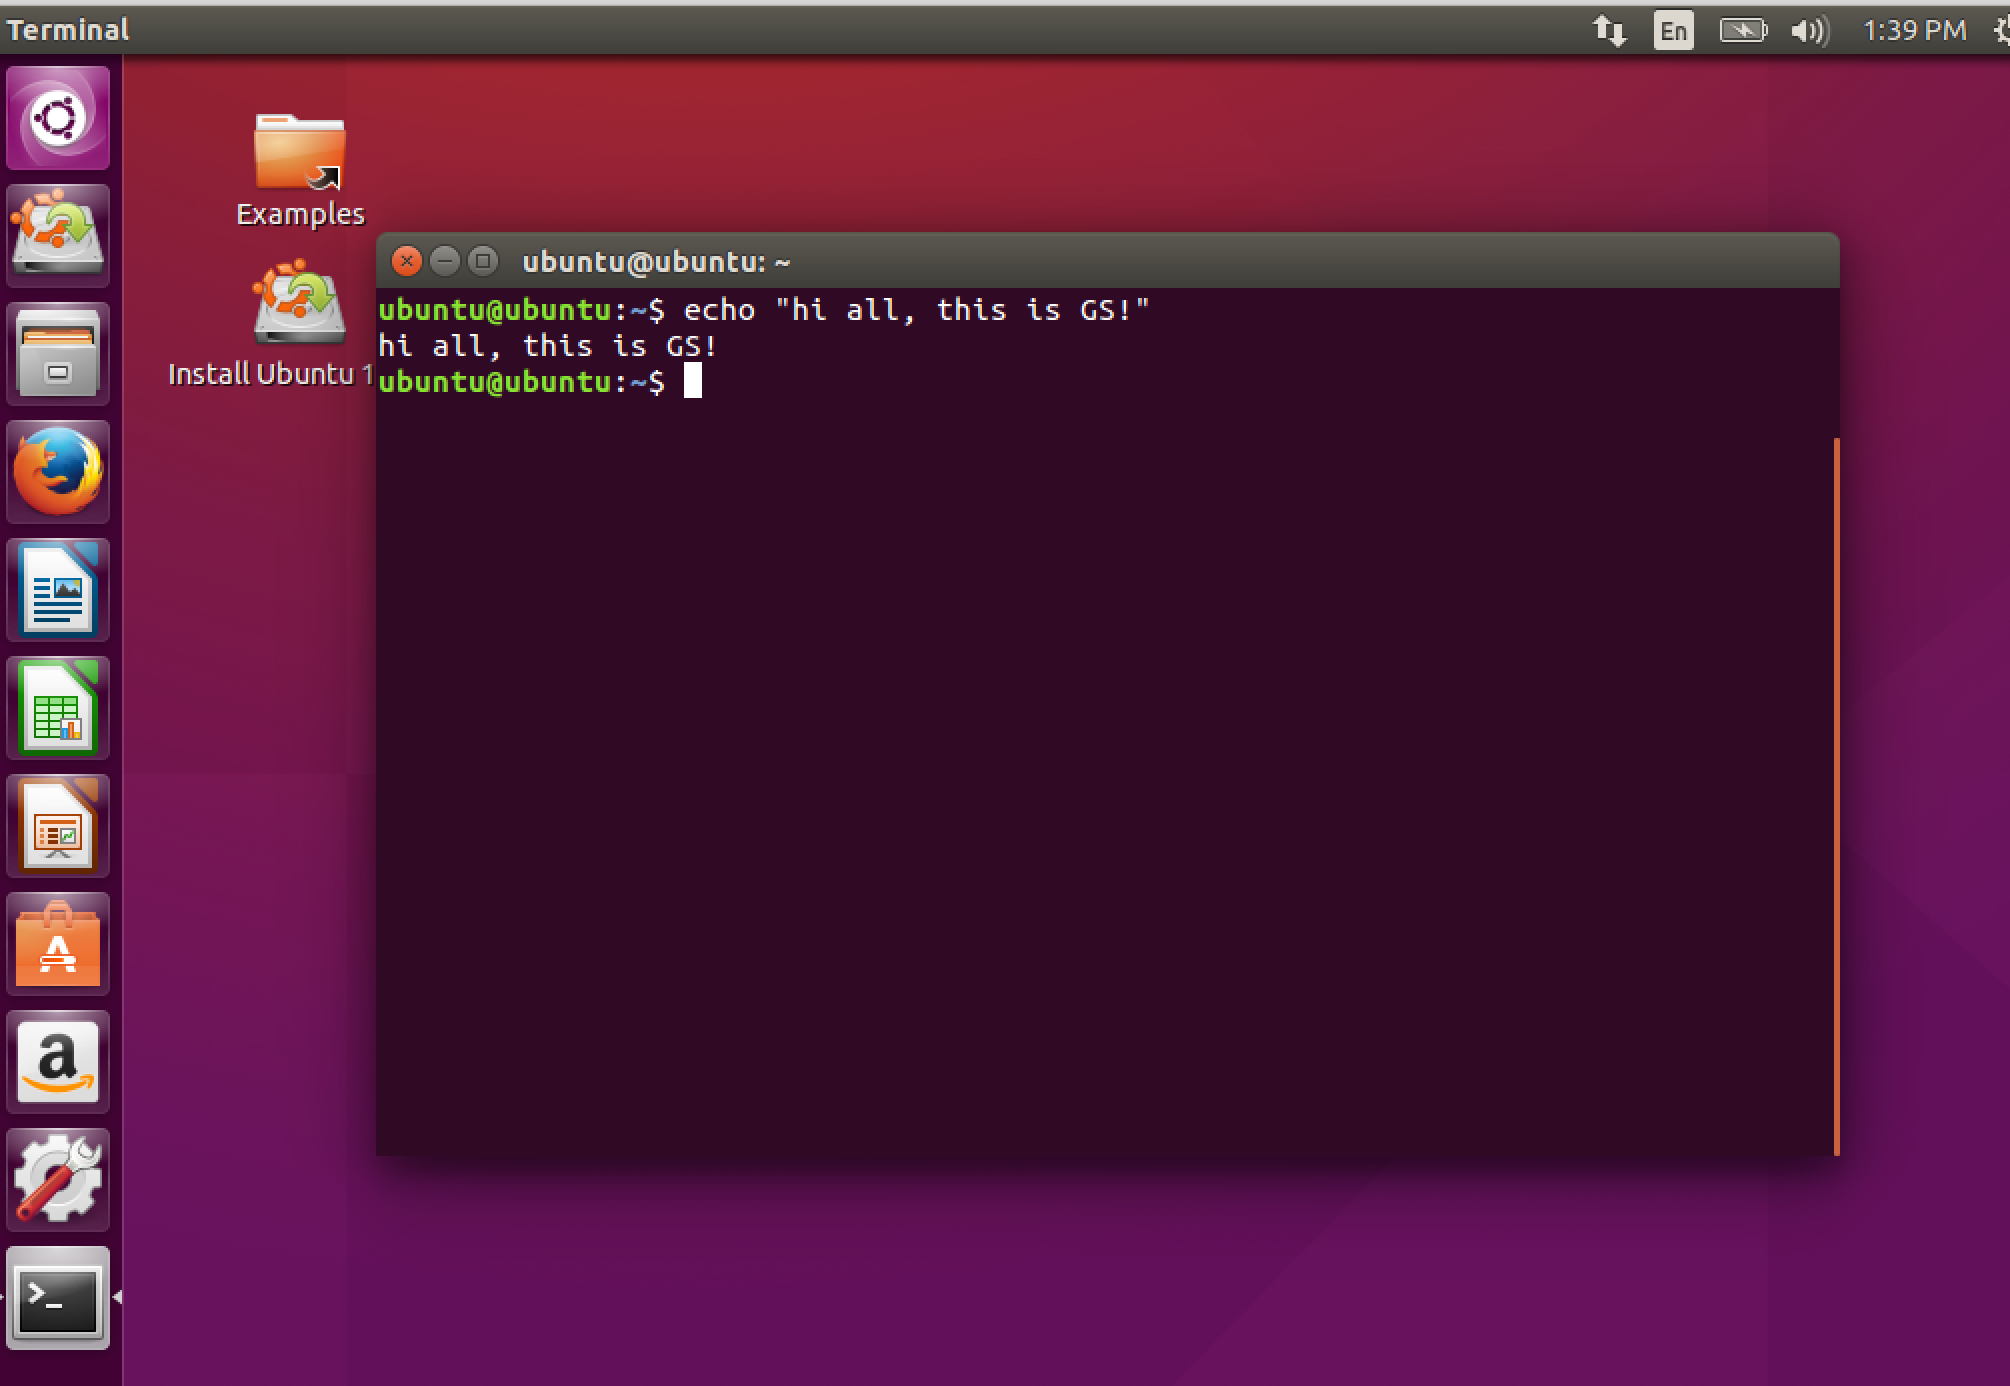 Terminal
En
1:39 PM
Examples
Install Ubuntu 1
ubuntu@ubuntu: ~
ubuntu@ubuntu:~$ echo "hi all, this is GS!"
hi all, this is GS!
ubuntu@ubuntu:~$
A
a
>_